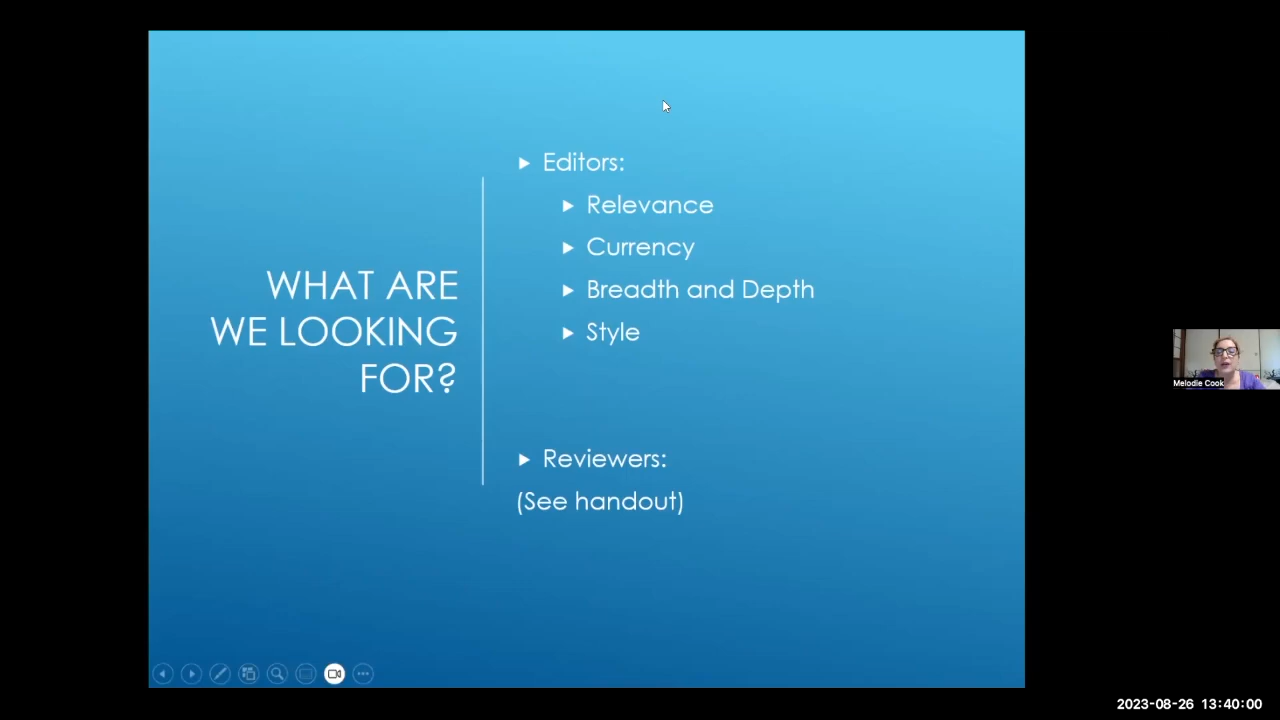 WHAT ARE
WE LOOKING
FOR?
Editors:
Relevance
Currency
Breadth and Depth
Style
Reviewers:
(See handout)
Melodie Cook
2023-08-26 13:40:00